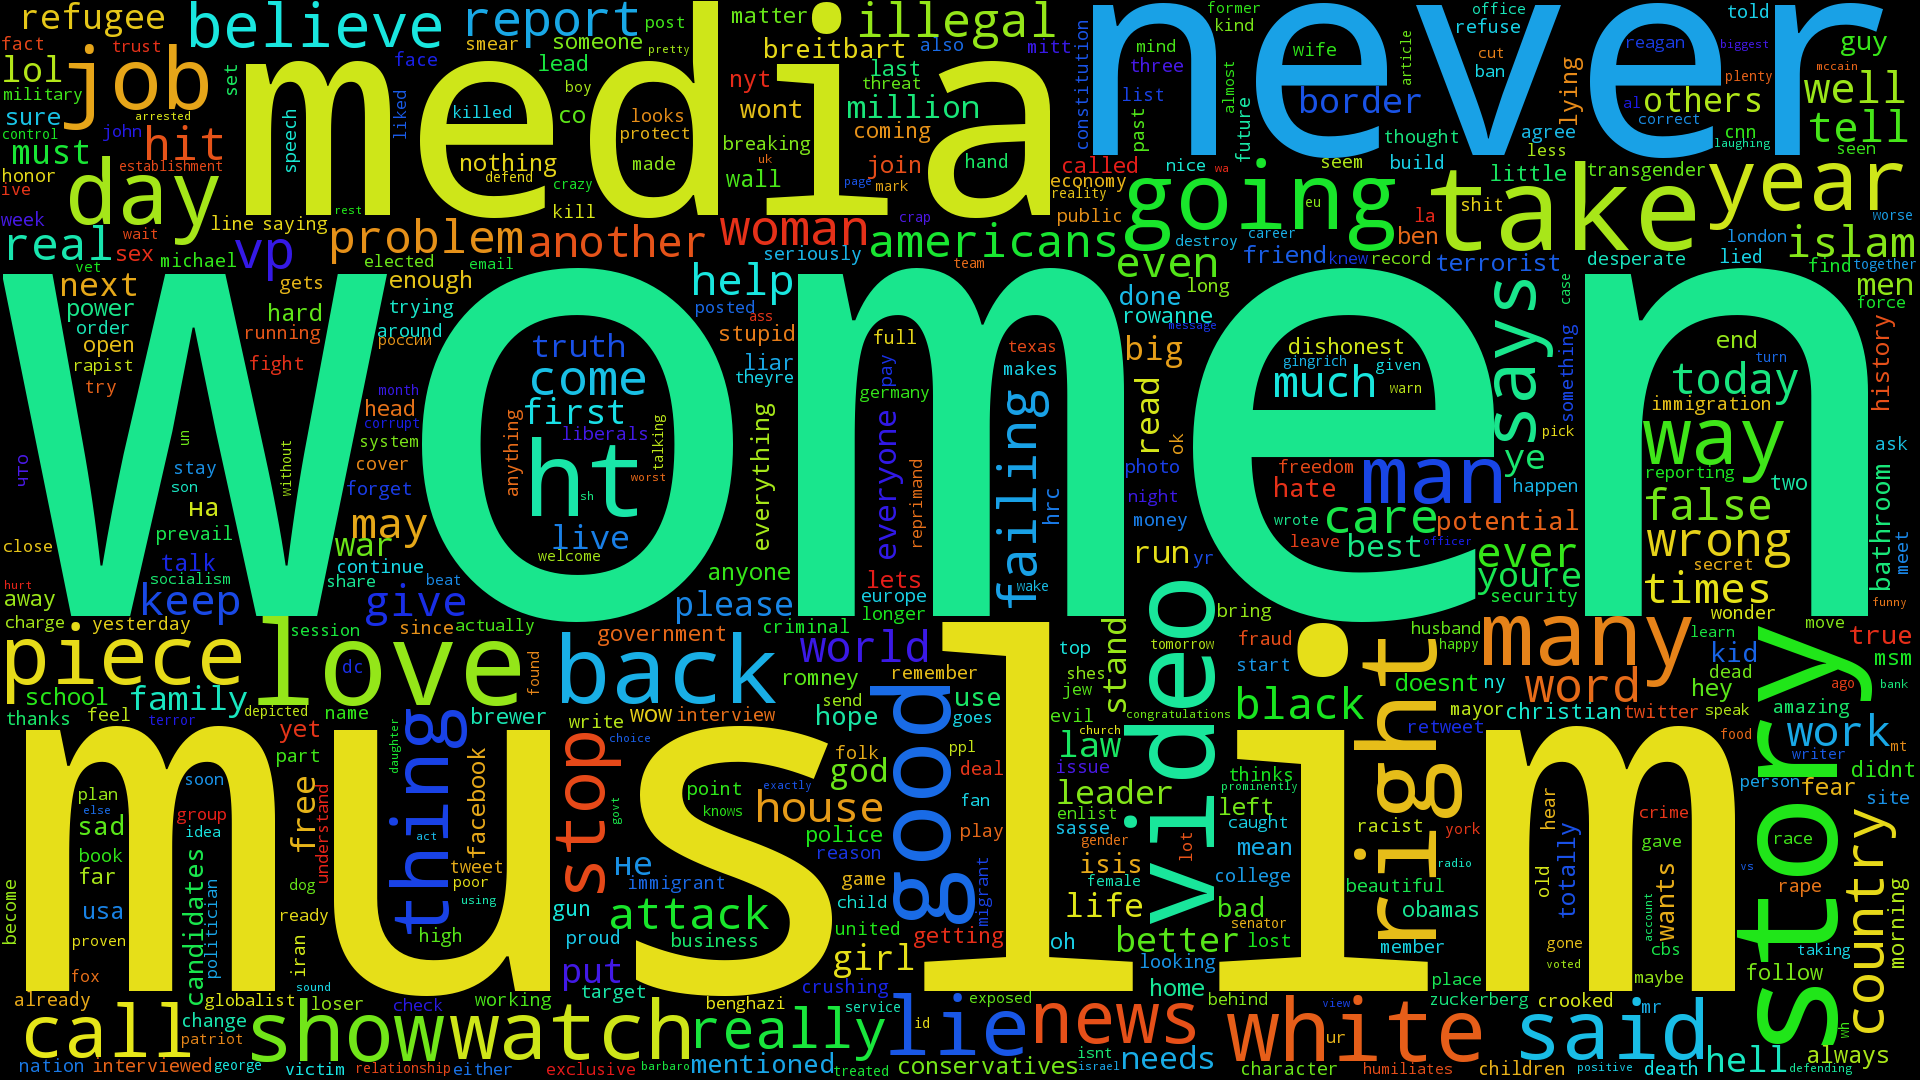 refugee believe report post matter illegal never former kind office refuse told
fact trust smear someone breitbart also mitt constitution mind three wife cut ban reagan biggest guy
lol job set media face lead boy nyt last threat list almost article mccain plenty
military arrested liked killed co looks protect wont million border al others well
sure john speech made breaking coming past future thought agree lying correct cnn tell
control must hit establishment nothing defend crazy uk wall join hand called nice seem build less laughing seen
honor ive day kill page mark economy reality wa going little transgender take year
week line saying rest problem another woman crap americans public eu shit la ben worse
real wait sex vp michael elected email seriously team destroy career friend knew record terrorist london desperate lied islam
vet next gets enough help even long find together men
power order hard trying posted done rowanne case force
open running around россии ass stupid full message says something dishonest end turn
rapist fight truth liar texas big gingrich given today
try month come theyre pay makes much warn immigration history
head corrupt first germany failing read pick way
women
что un without system anything liberals talking everything everyone ok freedom man ye reporting ask
stay cover ht worst photo hate happen two bathroom
son forget sh reprimand hrc night care potential false
на may live money wrote best officer wrong meet
close prevail war welcome run yr leave ever secret
talk continue anyone lets wake youre times
hurt socialism share beat please europe security funny
away keep give longer video bring wonder
charge yesterday session since actually government criminal top tomorrow fraud husband happy many learn move true
piece love dc found back world remember stand shes start kid dead msm
school family romney send jew doesnt ny word hey ago bank
thanks feel terror depicted name brewer write wow interview hope use goes evil congratulations black mayor christian twitter speak amazing
yet daughter choice folk ppl church law retweet writer work mt food
muslim
part thing stop god good deal issue thinks right story didnt
plan soon free facebook point exactly house fan leader prominently left person fear site
else group act govt knows enlist hear crime
sad idea understand tweet не police play sasse caught racist york gave race country
book candidates reason gender lot mean old totally vs
far dog poor immigrant game isis college radio wants rape
become usa politician ready using gun attack child migrant female life beautiful account
high proud business united getting bad obamas morning
proven iran girl oh better senator lost member gone cbs taking
fox sound put looking place voted maybe follow
already globalist loser check working target benghazi crushing exposed home behind zuckerberg crooked
call change show watch really service id lie news view white said mr wh
patriot isnt ur hell always
nation interviewed george victim relationship either exclusive barbaro mentioned treated conservatives israel needs character humiliates children positive death defending